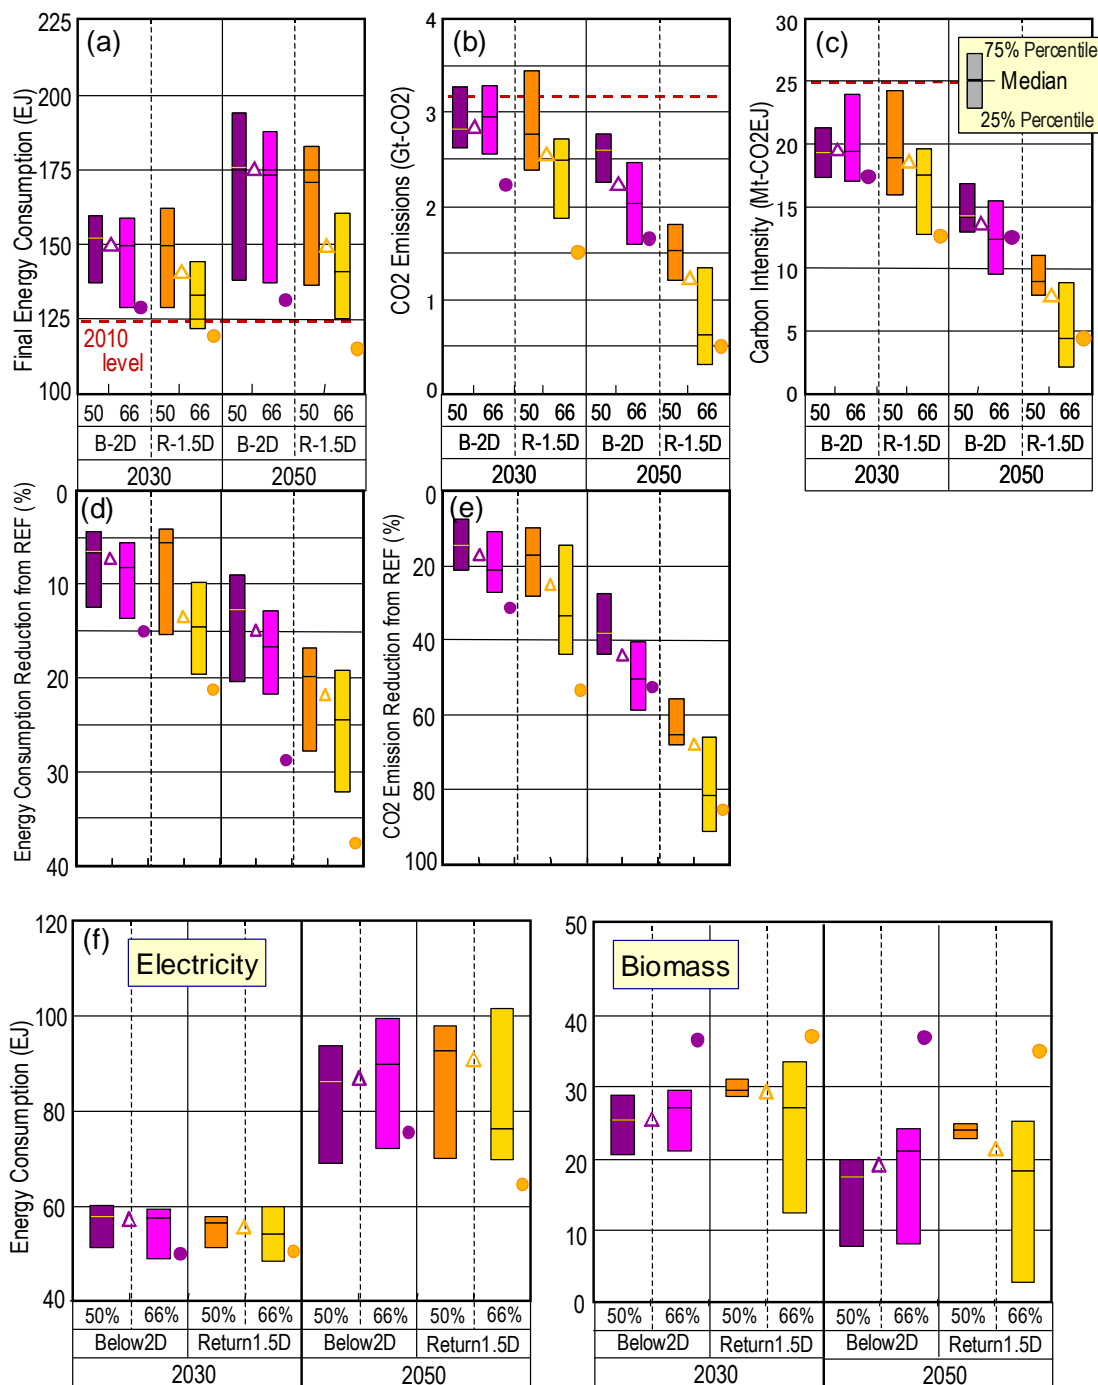 (a)
Final Energy Consumption (EJ)
225
200
175
150
125
100
2010
level
50 66 50 66 50 66 50 66
B-2D R-1.5D B-2D R-1.5D
2030 2050
(b)
CO2 Emissions (Gt-CO2)
4
3
2
1
0
50 66 50 66 50 66 50 66
B-2D R-1.5D B-2D R-1.5D
2030 2050
(c)
Carbon Intensity (Mt-CO2EJ)
30
25
20
15
10
5
0
75% Percentile
Median
25% Percentile
50 66 50 66 50 66 50 66
B-2D R-1.5D B-2D R-1.5D
2030 2050
(d)
Energy Consumption Reduction from REF (%)
0
10
20
30
40
(e)
CO2 Emission Reduction from REF (%)
0
20
40
60
80
100
(f)
Electricity
Energy Consumption (EJ)
120
100
80
60
40
50% 66% 50% 66% 50% 66% 50% 66%
Below2D Return1.5D Below2D Return1.5D
2030 2050
Biomass
50
40
30
20
10
0
50% 66% 50% 66% 50% 66% 50% 66%
Below2D Return1.5D Below2D Return1.5D
2030 2050